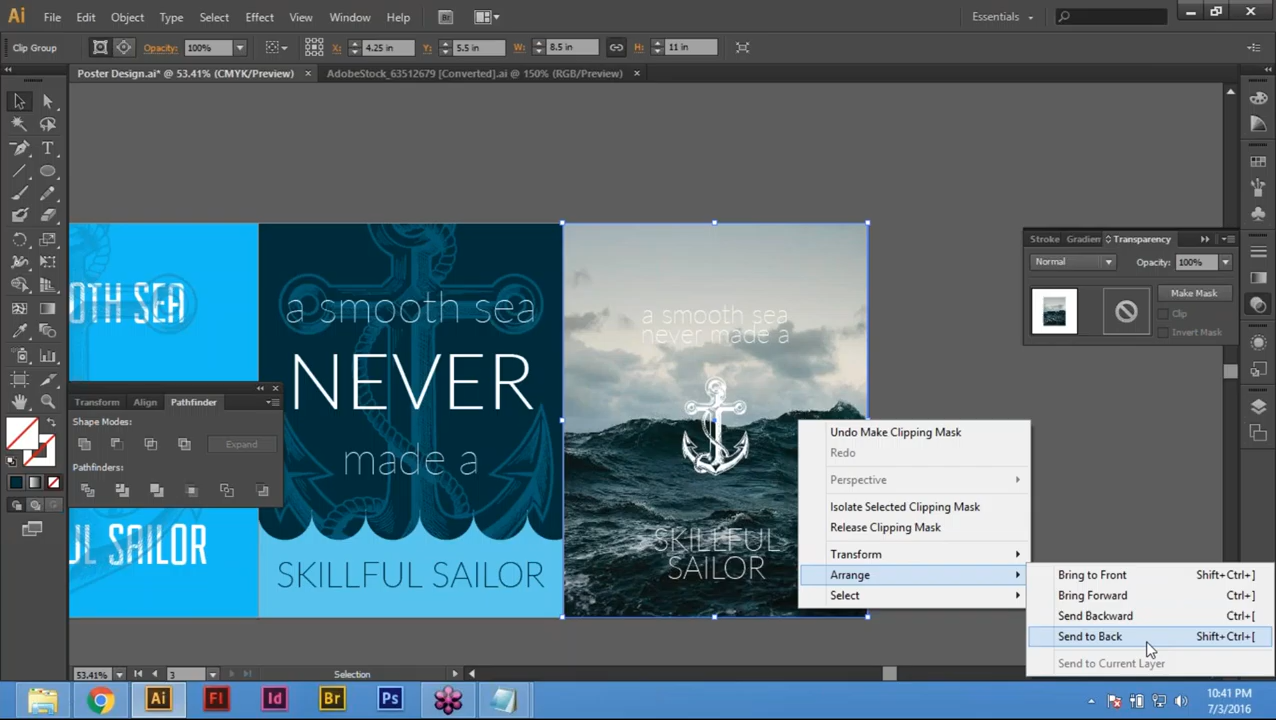 Ai File Edit Object Type Select Effect View Window Help Br Essentials
Clip Group Opacity: 100% X: 4.25 in Y: 5.5 in W: 8.5 in H: 11 in
Poster Design.ai* @ 53.41% (CMYK/Preview) × AdobeStock_63512679 [Converted].ai @ 150% (RGB/Preview) ×
OTH SEA
UL SAILOR
a smooth sea
NEVER
made a
SKILLFUL SAILOR
a smooth sea
never made a
SKILLFUL
SAILOR
Transform Align Pathfinder
Shape Modes:
Expand
Pathfinders:
Stroke Gradien Transparency
Normal Opacity: 100%
Make Mask
Clip
Invert Mask
Undo Make Clipping Mask
Redo
Perspective
Isolate Selected Clipping Mask
Release Clipping Mask
Transform
Arrange
Select
Bring to Front Shift+Ctrl+]
Bring Forward Ctrl+]
Send Backward Ctrl+[
Send to Back Shift+Ctrl+[
Send to Current Layer
53.41% 3 Selection
Ai Fl Id Br Ps
10:41 PM
7/3/2016